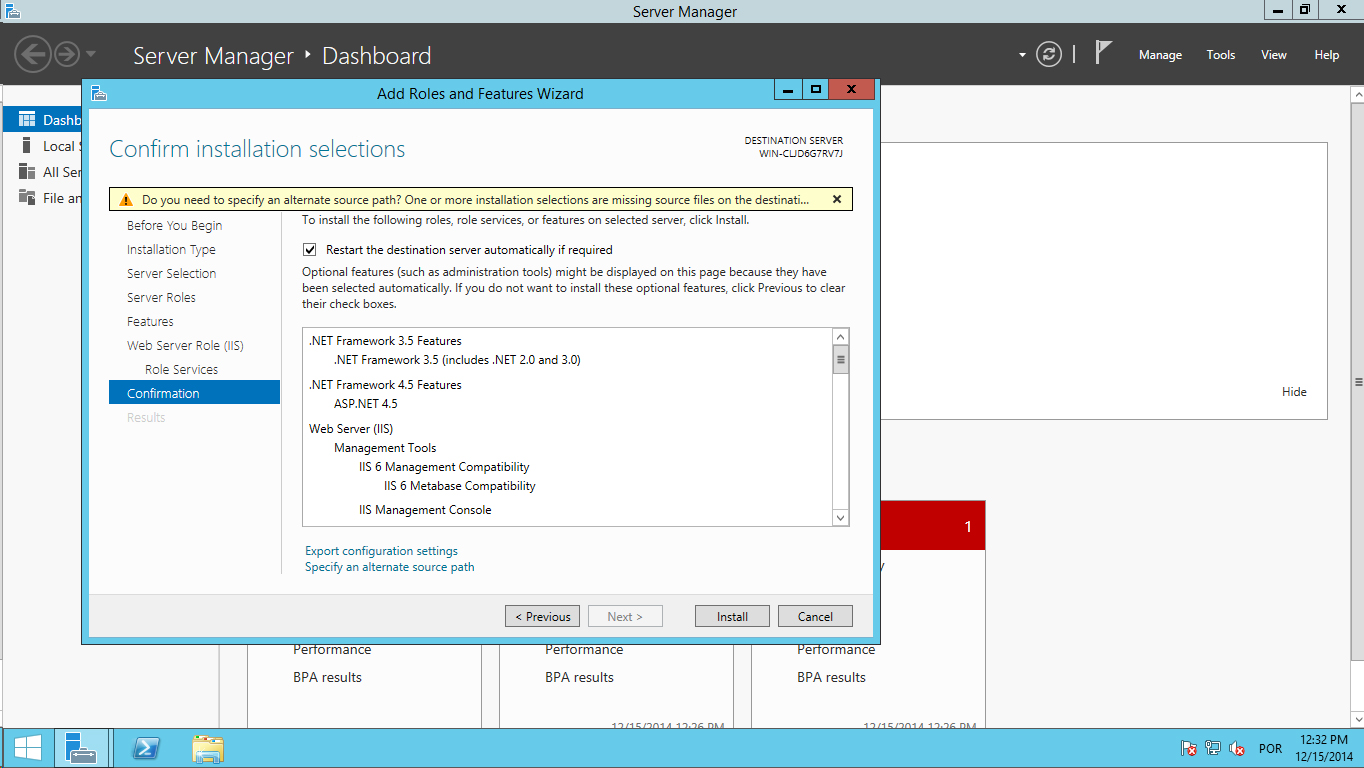 Server Manager
Server Manager ‣ Dashboard
Manage Tools View Help
Add Roles and Features Wizard
Dashb
Local S
All Ser
File an
Confirm installation selections
DESTINATION SERVER
WIN-CLJD6G7RV7J
Do you need to specify an alternate source path? One or more installation selections are missing source files on the destinati...
Before You Begin
Installation Type
Server Selection
Server Roles
Features
Web Server Role (IIS)
Role Services
Confirmation
Results
To install the following roles, role services, or features on selected server, click Install.
Restart the destination server automatically if required
Optional features (such as administration tools) might be displayed on this page because they have
been selected automatically. If you do not want to install these optional features, click Previous to clear
their check boxes.
.NET Framework 3.5 Features
.NET Framework 3.5 (includes .NET 2.0 and 3.0)
.NET Framework 4.5 Features
ASP.NET 4.5
Web Server (IIS)
Management Tools
IIS 6 Management Compatibility
IIS 6 Metabase Compatibility
IIS Management Console
Export configuration settings
Specify an alternate source path
< Previous Next > Install Cancel
Hide
1
y
Performance Performance Performance
BPA results BPA results BPA results
12/15/2014 12:26 PM 12/15/2014 12:26 PM
POR
12:32 PM
12/15/2014